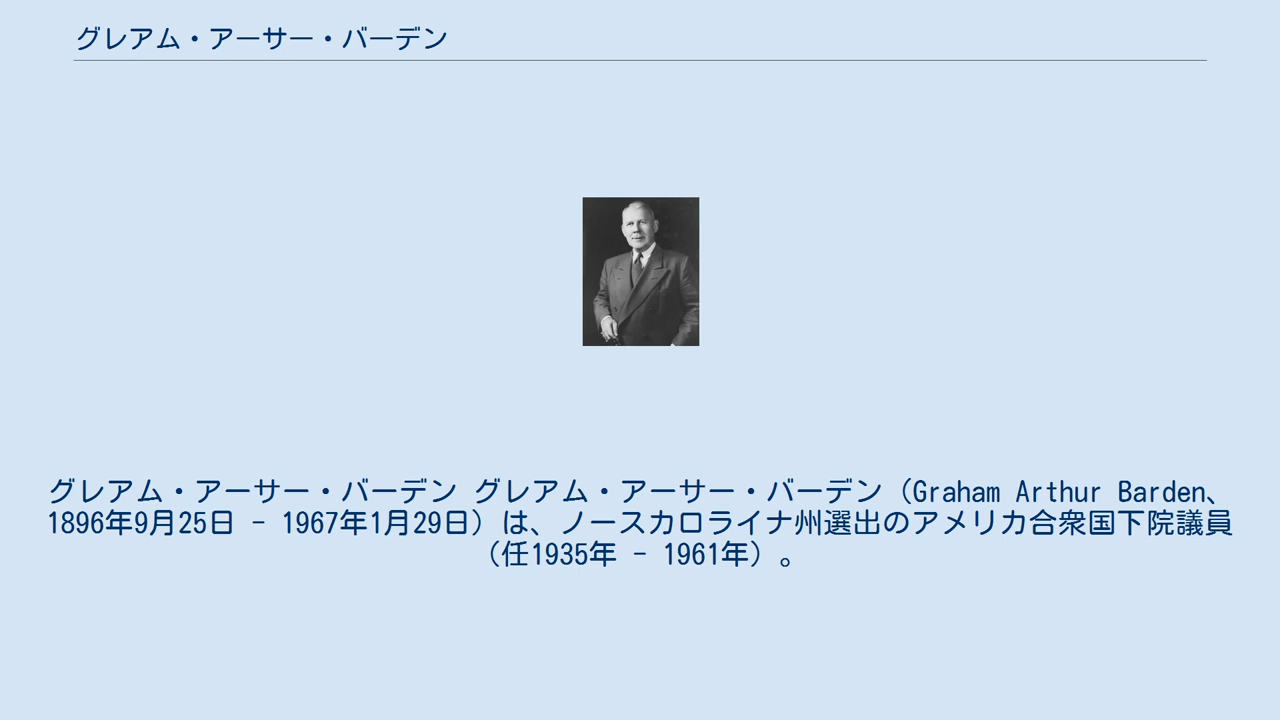 グレアム・アーサー・バーデン
グレアム・アーサー・バーデン グレアム・アーサー・バーデン（Graham Arthur Barden、
1896年9月25日 - 1967年1月29日）は、ノースカロライナ州選出のアメリカ合衆国下院議員
（任1935年 - 1961年）。